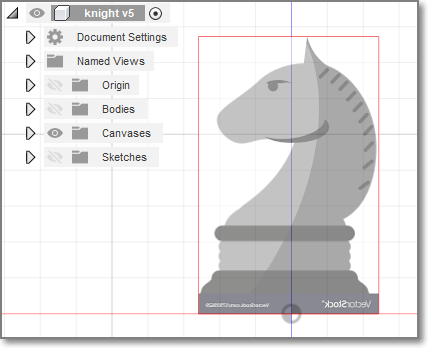 knight v5
Document Settings
Named Views
Origin
Bodies
Canvases
Sketches
VectorStock